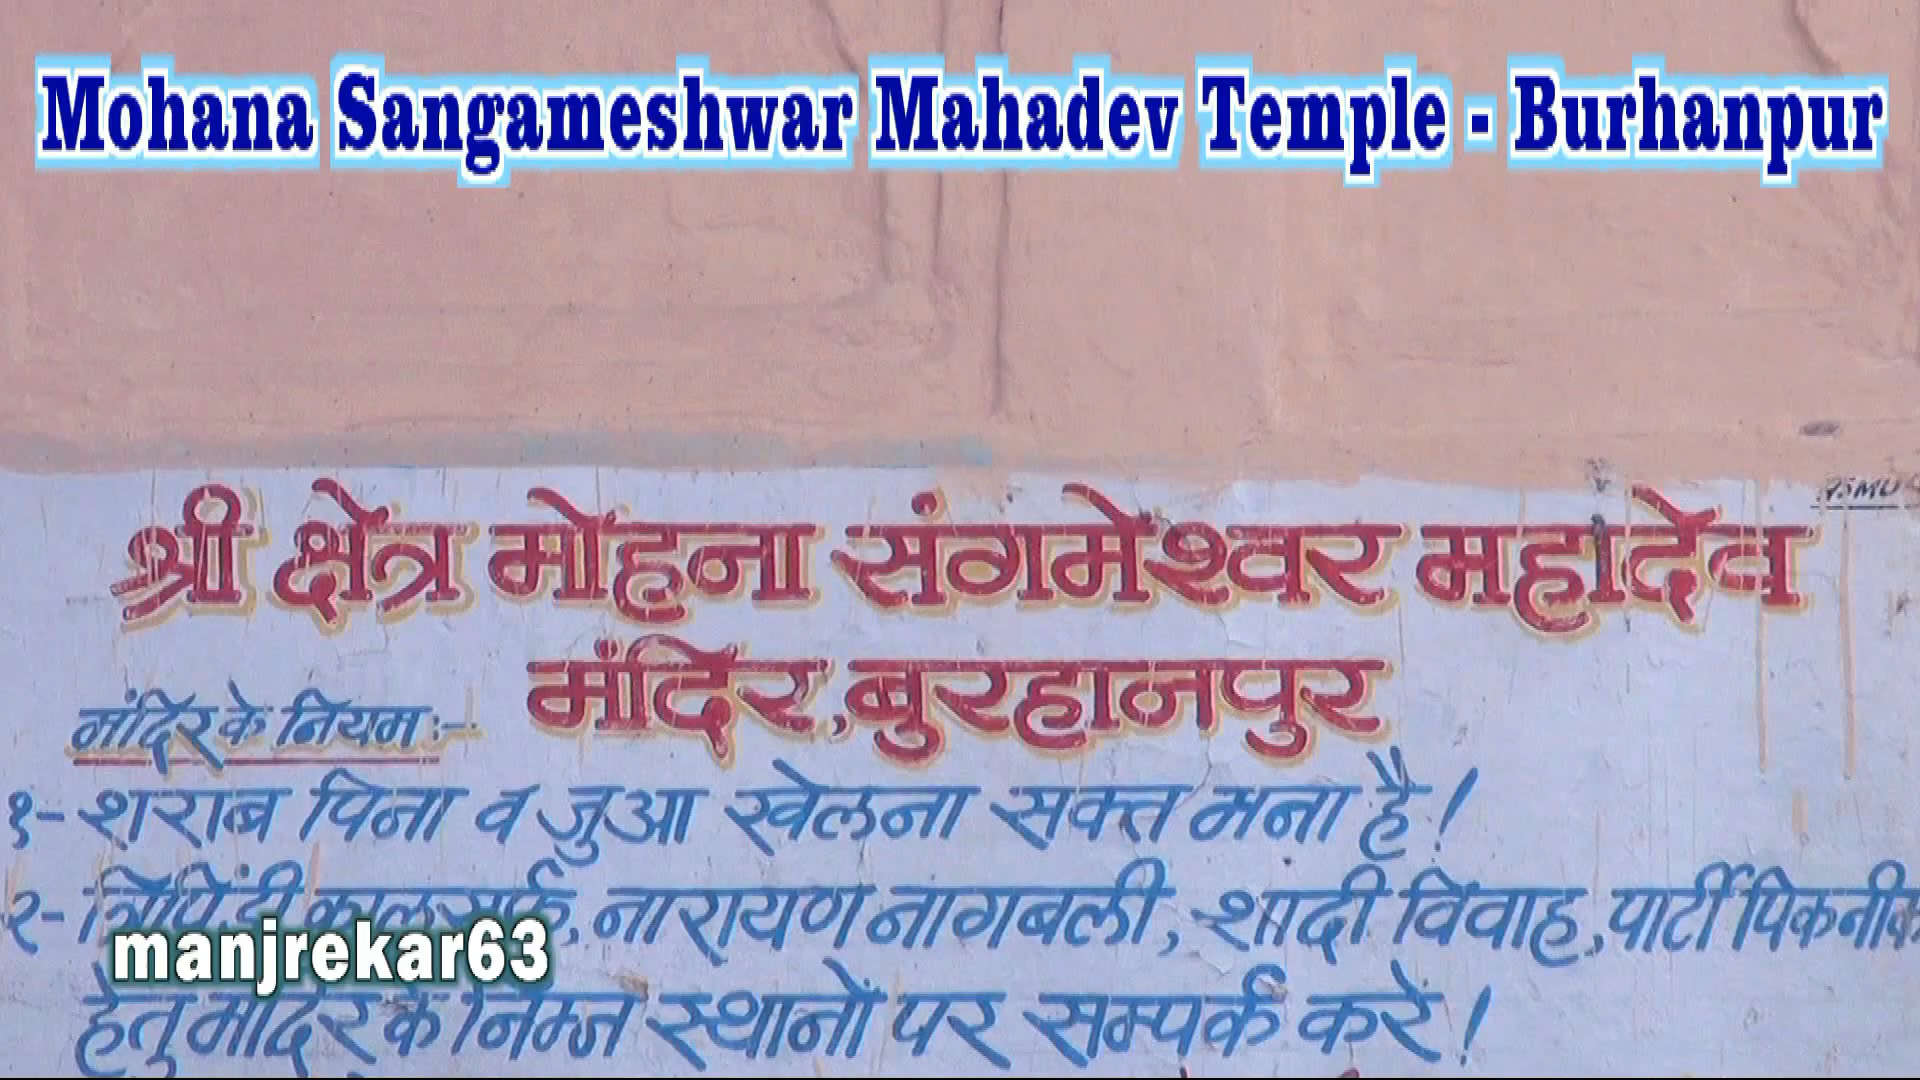 Mohana Sangameshwar Mahadev Temple - Burhanpur
श्री क्षेत्र मोहना संगमेश्वर महादेव
मंदिर, बुरहानपुर
मंदिर के नियम :-
१- शराब पिना व जुआ खेलना सक्त मना है !
२- त्रिपिंडी कालसर्फ, नारायण नागबली, शादी विवाह, पार्टी पिकनीक
manjrekar63
हेतु मंदिर के निम्न स्थानों पर सम्पर्क करें !